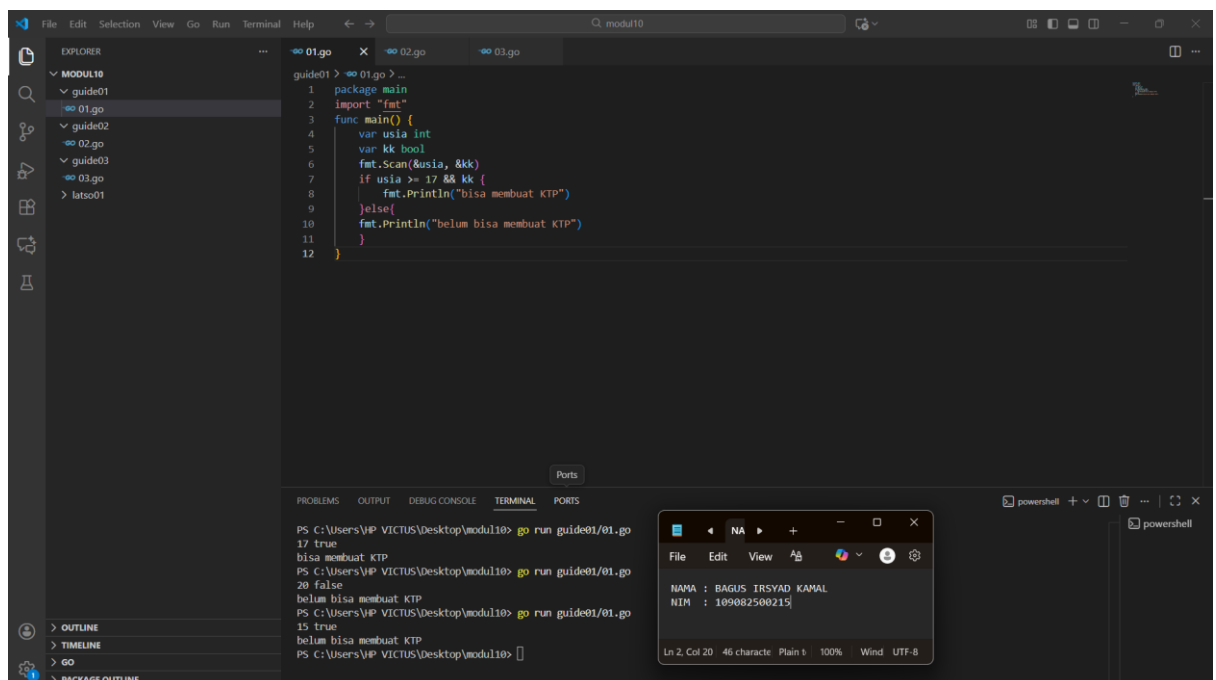 File Edit Selection View Go Run Terminal Help
modul10
EXPLORER
MODUL10
guide01
01.go
guide02
02.go
guide03
03.go
latso01
OUTLINE
TIMELINE
GO
PACKAGE OUTLINE
01.go 02.go 03.go
guide01 > 01.go > ...
1 package main
2 import "fmt"
3 func main() {
4 var usia int
5 var kk bool
6 fmt.Scan(&usia, &kk)
7 if usia >= 17 && kk {
8 fmt.Println("bisa membuat KTP")
9 }else{
10 fmt.Println("belum bisa membuat KTP")
11 }
12 }
Ports
PROBLEMS OUTPUT DEBUG CONSOLE TERMINAL PORTS
powershell
powershell
PS C:\Users\HP VICTUS\Desktop\modul10> go run guide01/01.go
17 true
bisa membuat KTP
PS C:\Users\HP VICTUS\Desktop\modul10> go run guide01/01.go
20 false
belum bisa membuat KTP
PS C:\Users\HP VICTUS\Desktop\modul10> go run guide01/01.go
15 true
belum bisa membuat KTP
PS C:\Users\HP VICTUS\Desktop\modul10>
NA
File Edit View
NAMA : BAGUS IRSYAD KAMAL
NIM : 109082500215
Ln 2, Col 20 46 characte Plain t 100% Wind UTF-8